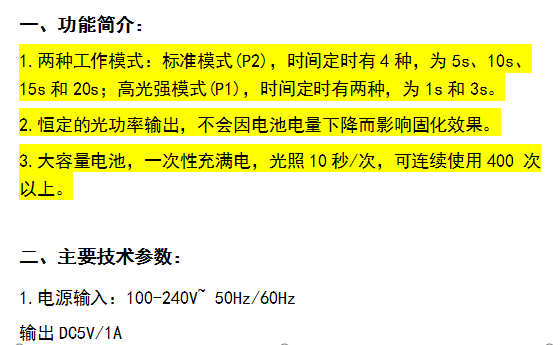 一、功能简介：
1.两种工作模式：标准模式(P2)，时间定时有4种，为5s、10s、
15s和20s；高光强模式(P1)，时间定时有两种，为1s和3s。
2.恒定的光功率输出，不会因电池电量下降而影响固化效果。
3.大容量电池，一次性充满电，光照10秒/次，可连续使用400 次
以上。
二、主要技术参数：
1.电源输入：100-240V~ 50Hz/60Hz
输出DC5V/1A